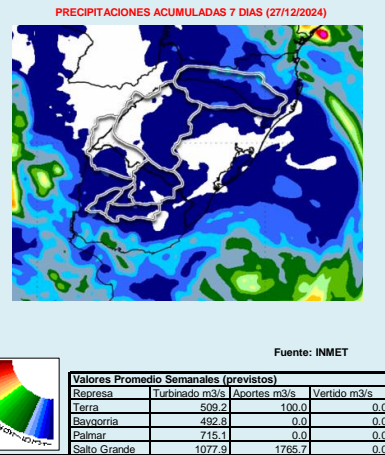 PRECIPITACIONES ACUMULADAS 7 DIAS (27/12/2024)
Fuente: INMET
Valores Promedio Semanales (previstos)
Represa Turbinado m3/s Aportes m3/s Vertido m3/s
Terra 509.2 100.0 0.0
Baygorria 492.8 0.0 0.0
Palmar 715.1 0.0 0.0
Salto Grande 1077.9 1765.7 0.0